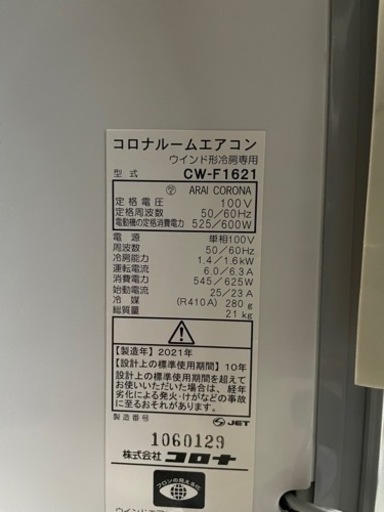 コロナルームエアコン
ウインド形冷房専用
型式 CW-F1621
ARAI CORONA
定格電圧 100V
定格周波数 50/60Hz
電動機の定格消費電力 525/600W
電源 単相100V
周波数 50/60Hz
冷房能力 1.4/1.6kW
運転電流 6.0/6.3A
消費電力 545/625W
始動電流 25/23A
冷媒 (R410A) 280g
総質量 21kg
【製造年】2021年
【設計上の標準使用期間】10年
設計上の標準使用期間を超えて
お使いいただいた場合は、経年
劣化による発火・けがなどの事故
に至るおそれがあります。
JET
製造番号
1060129
株式会社 コロナ
フロンの見える化